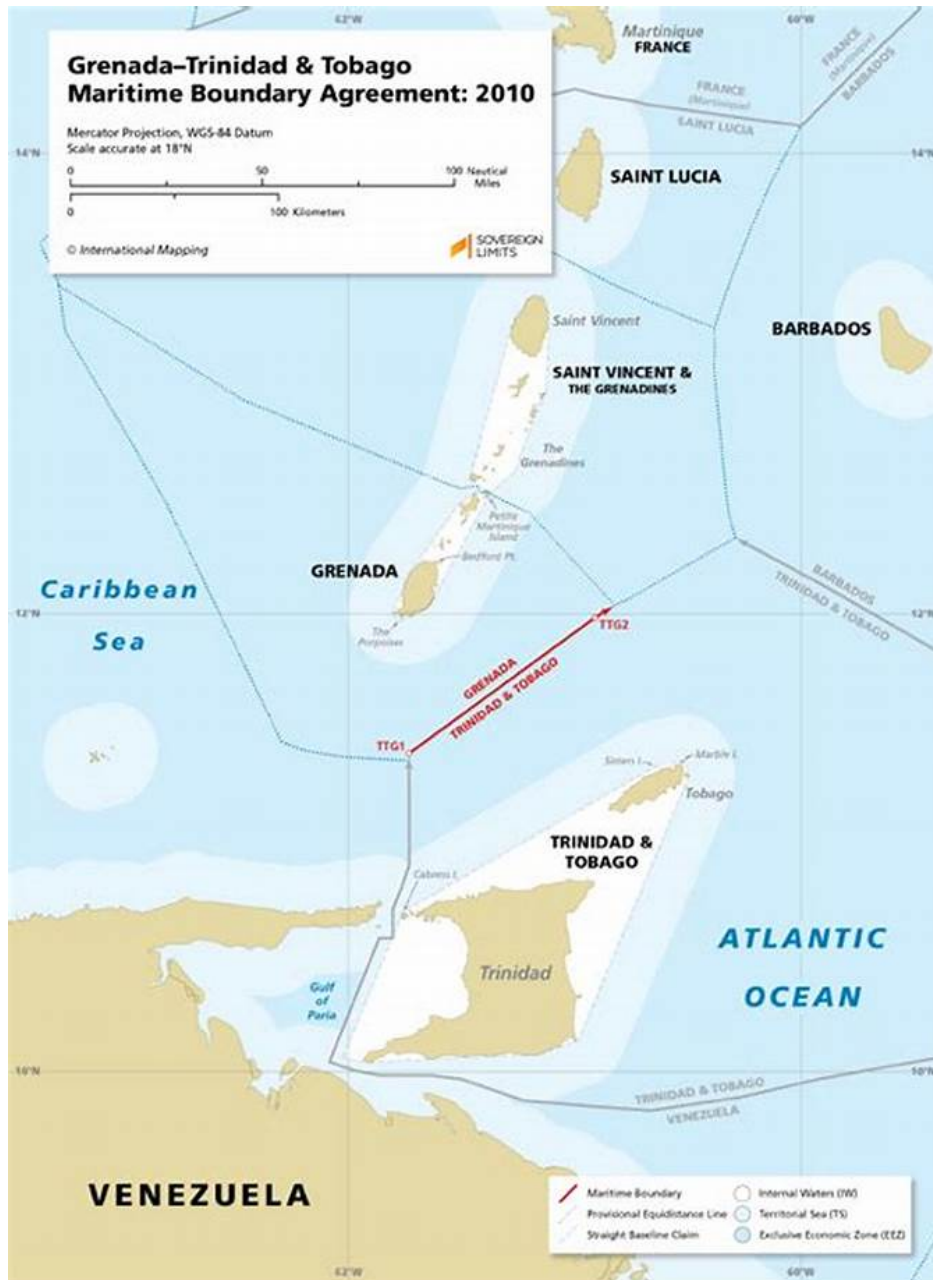 62°W
60°W
Martinique
FRANCE
Grenada–Trinidad & Tobago
Maritime Boundary Agreement: 2010
Mercator Projection, WGS-84 Datum
Scale accurate at 18°N
0 50 100 Nautical
Miles
0 100 Kilometers
© International Mapping
SOVEREIGN
LIMITS
FRANCE
(Martinique)
BARBADOS
FRANCE
(Martinique)
SAINT LUCIA
14°N
14°N
SAINT LUCIA
Saint Vincent
BARBADOS
SAINT VINCENT &
THE GRENADINES
The
Grenadines
Petite
Martinique
Island
Bedford Pt.
GRENADA
Caribbean
Sea
BARBADOS
TRINIDAD & TOBAGO
12°N
12°N
The
Porpoises
TTG2
GRENADA
TRINIDAD & TOBAGO
TTG1
Sisters I.
Marble I.
Tobago
TRINIDAD &
TOBAGO
Cabress I.
ATLANTIC
OCEAN
Trinidad
Gulf
of
Paria
10°N
10°N
TRINIDAD & TOBAGO
VENEZUELA
VENEZUELA
Maritime Boundary
Provisional Equidistance Line
Straight Baseline Claim
Internal Waters (IW)
Territorial Sea (TS)
Exclusive Economic Zone (EEZ)
62°W
60°W